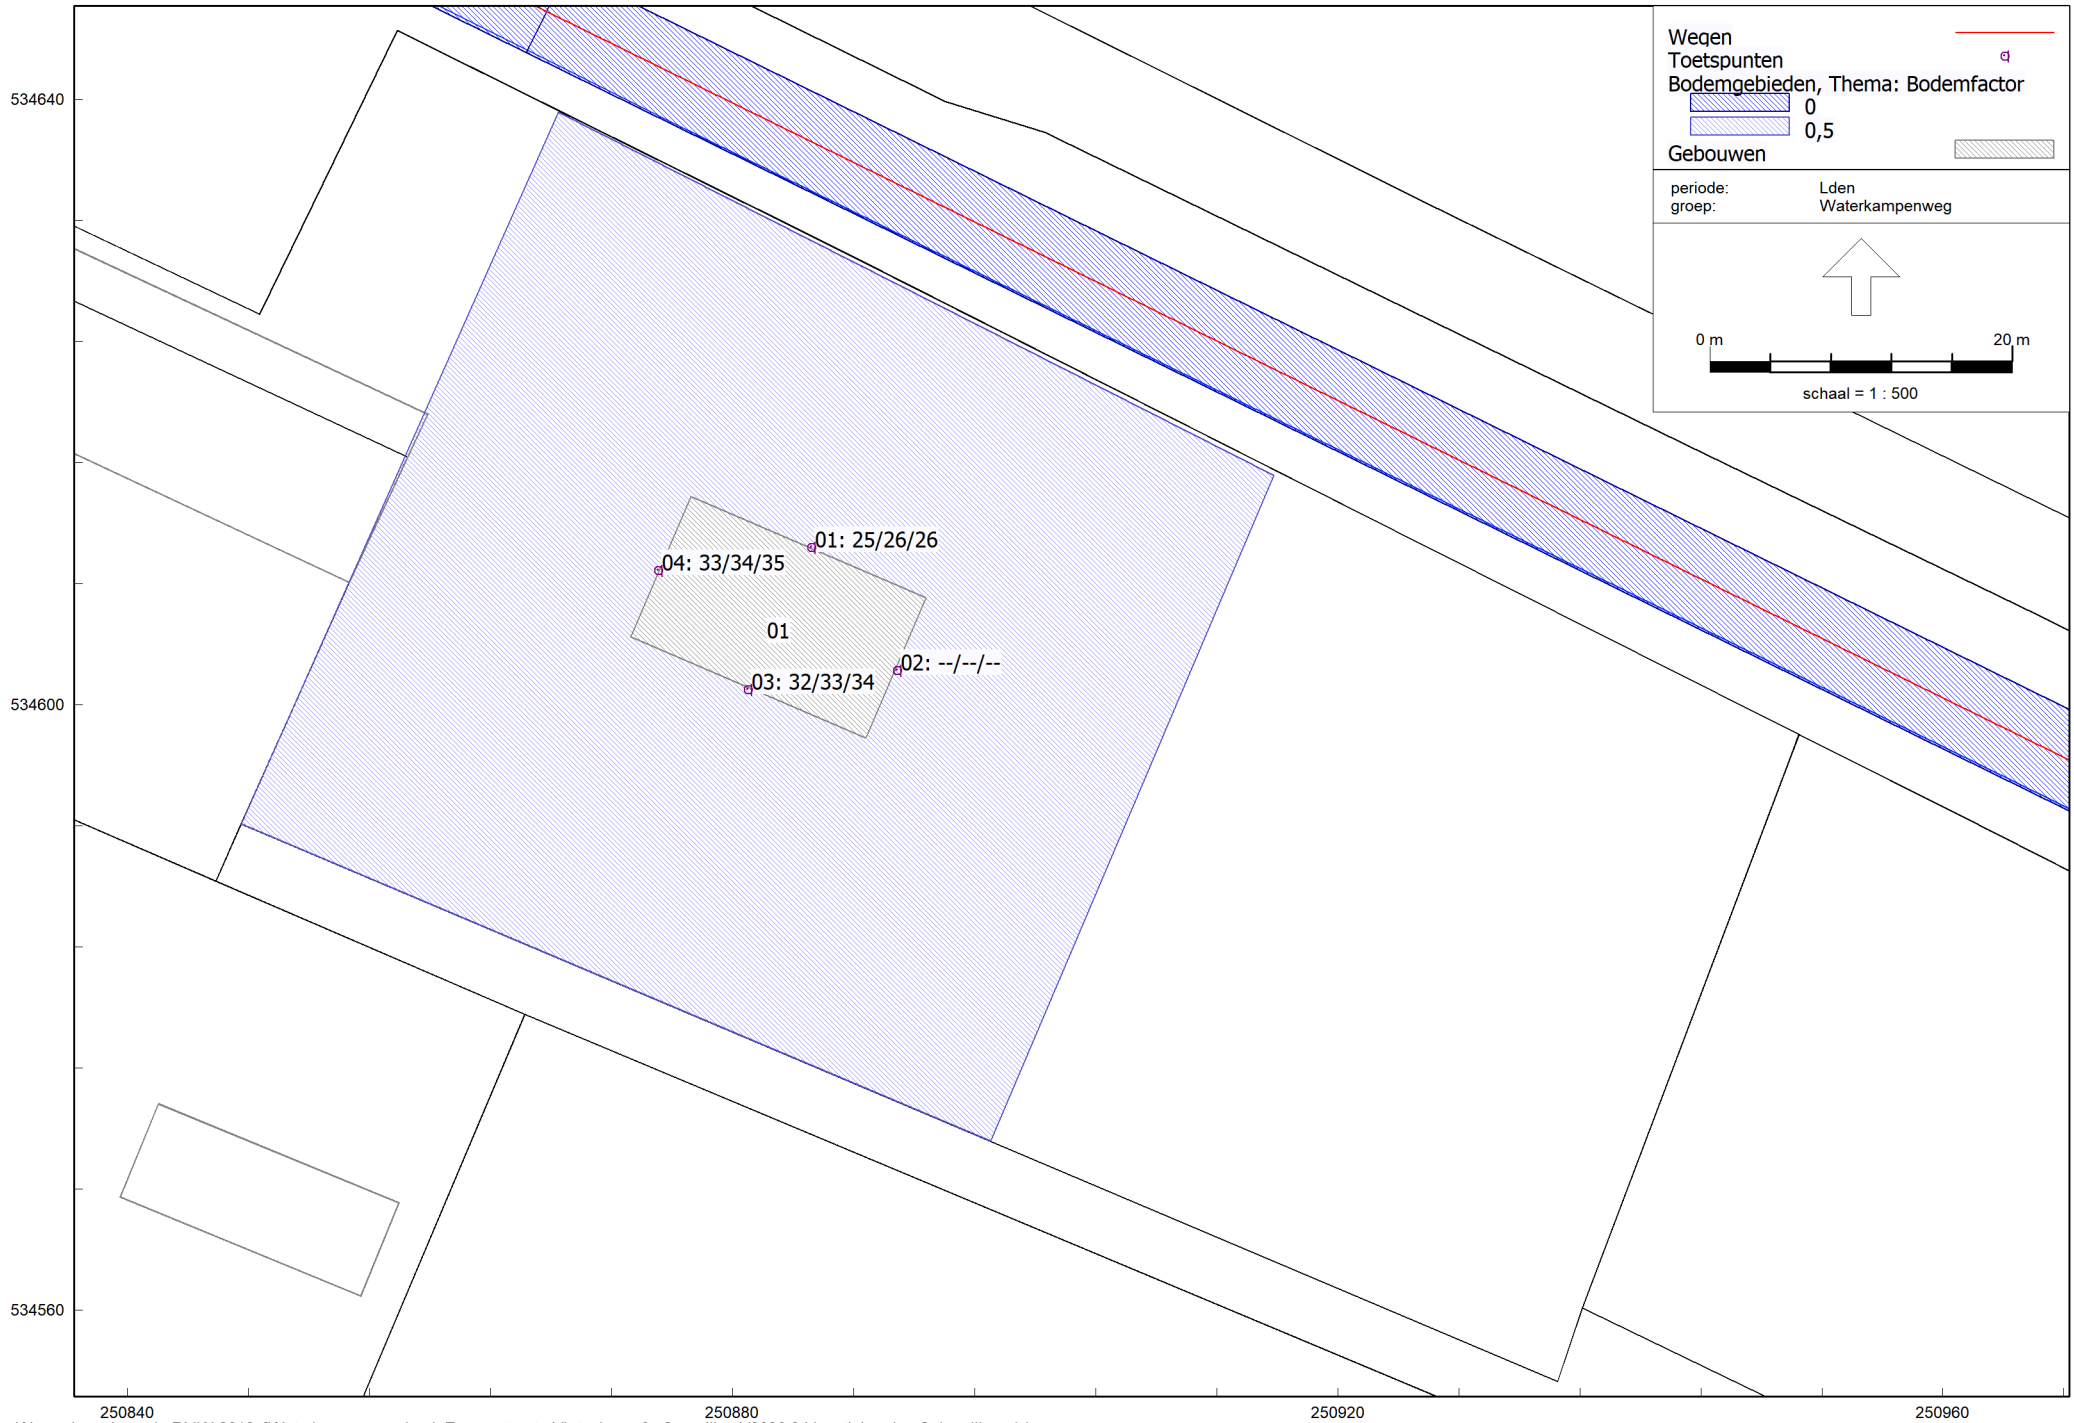 Wegen
Toetspunten
Bodemgebieden, Thema: Bodemfactor
0
0,5
Gebouwen
periode: Lden
groep: Waterkampenweg
0 m 20 m
schaal = 1 : 500
534640
534600
534560
01: 25/26/26
04: 33/34/35
01
02: --/--/--
03: 32/33/34
250840 250880 250920 250960